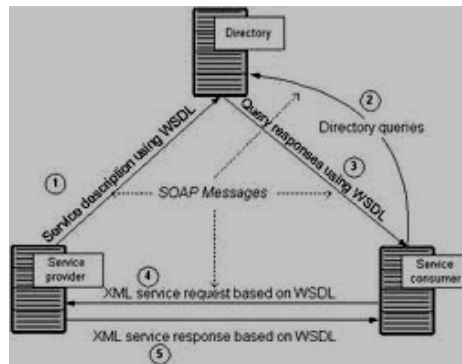 Directory
2
Directory queries
Service description using WSDL
Query responses using WSDL
1
3
SOAP Messages
Service
provider
Service
consumer
4
XML service request based on WSDL
XML service response based on WSDL
5